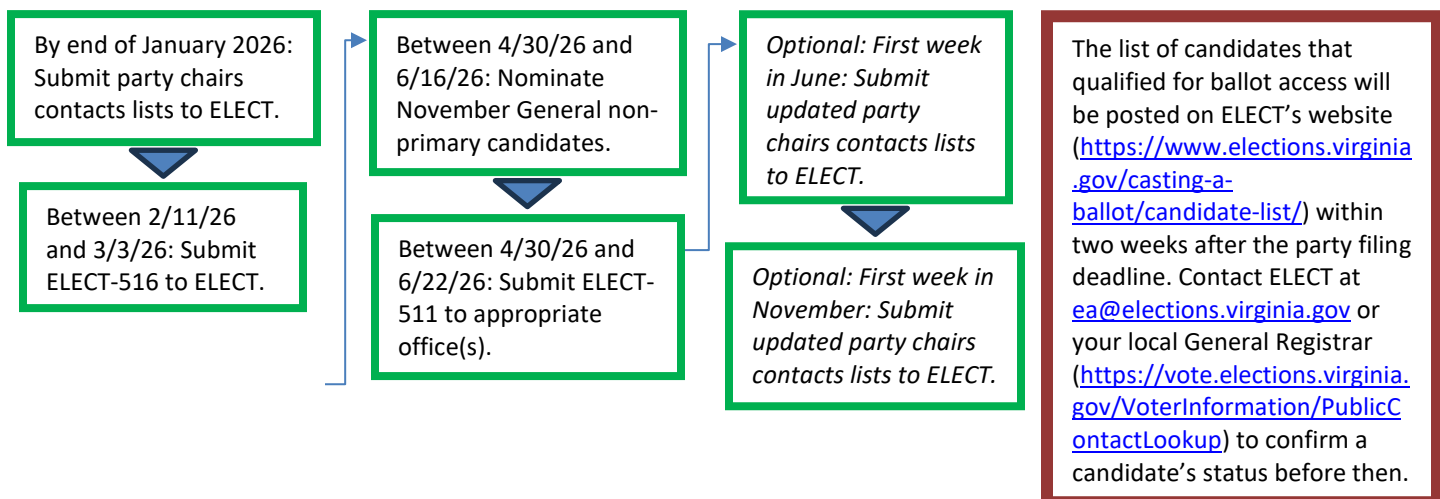 By end of January 2026:
Submit party chairs
contacts lists to ELECT.
Between 2/11/26
and 3/3/26: Submit
ELECT-516 to ELECT.
Between 4/30/26 and
6/16/26: Nominate
November General non-
primary candidates.
Between 4/30/26 and
6/22/26: Submit ELECT-
511 to appropriate
office(s).
Optional: First week
in June: Submit
updated party
chairs contacts lists
to ELECT.
Optional: First week in
November: Submit
updated party chairs
contacts lists to ELECT.
The list of candidates that
qualified for ballot access will
be posted on ELECT’s website
(https://www.elections.virginia
.gov/casting-a-
ballot/candidate-list/) within
two weeks after the party filing
deadline. Contact ELECT at
ea@elections.virginia.gov or
your local General Registrar
(https://vote.elections.virginia.
gov/VoterInformation/PublicC
ontactLookup) to confirm a
candidate’s status before then.